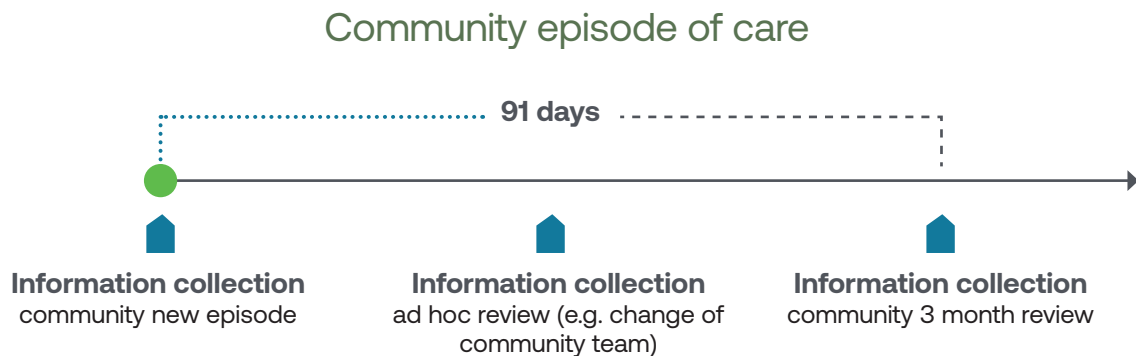 Community episode of care
91 days
Information collection
community new episode
Information collection
ad hoc review (e.g. change of
community team)
Information collection
community 3 month review